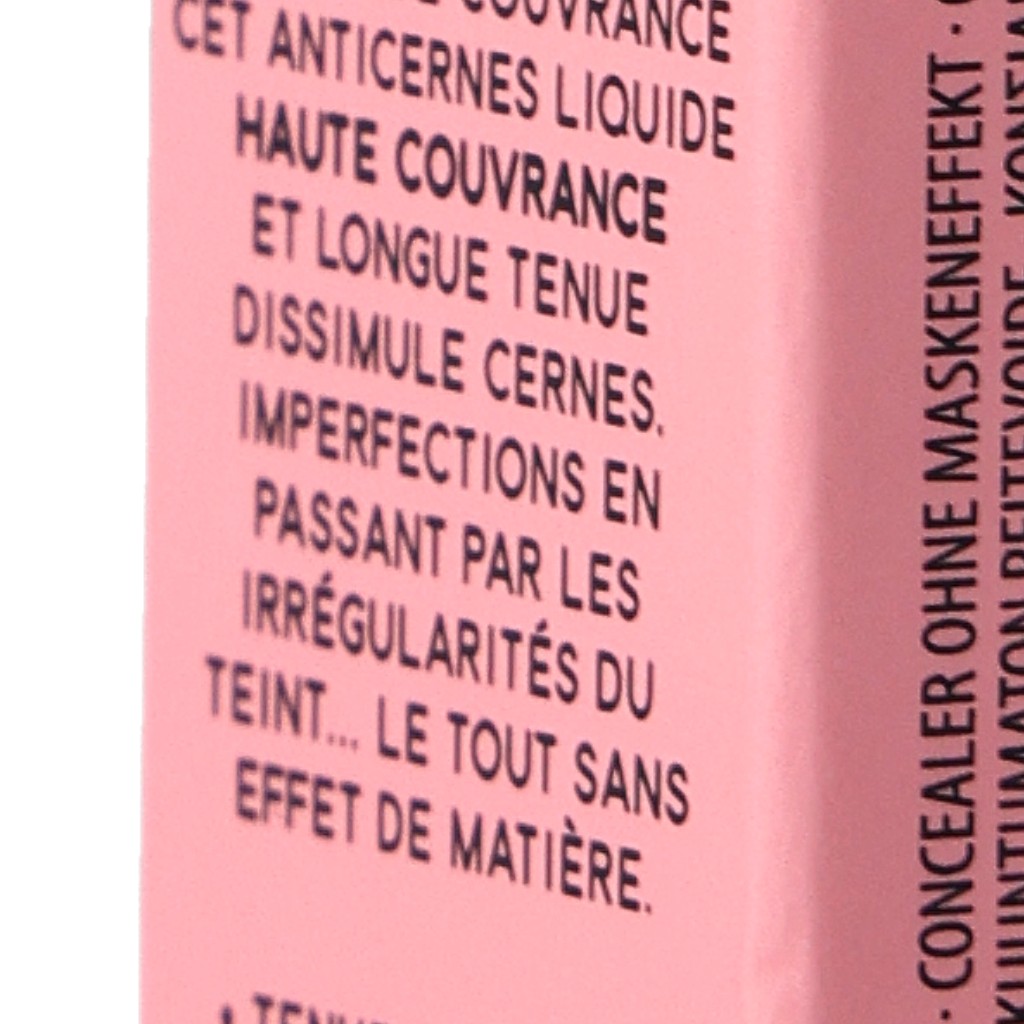 COUVRANCE
CET ANTICERNES LIQUIDE
HAUTE COUVRANCE
ET LONGUE TENUE
DISSIMULE CERNES.
IMPERFECTIONS EN
PASSANT PAR LES
IRRÉGULARITÉS DU
TEINT... LE TOUT SANS
EFFET DE MATIÈRE.
· CONCEALER OHNE MASKENEFFEKT ·